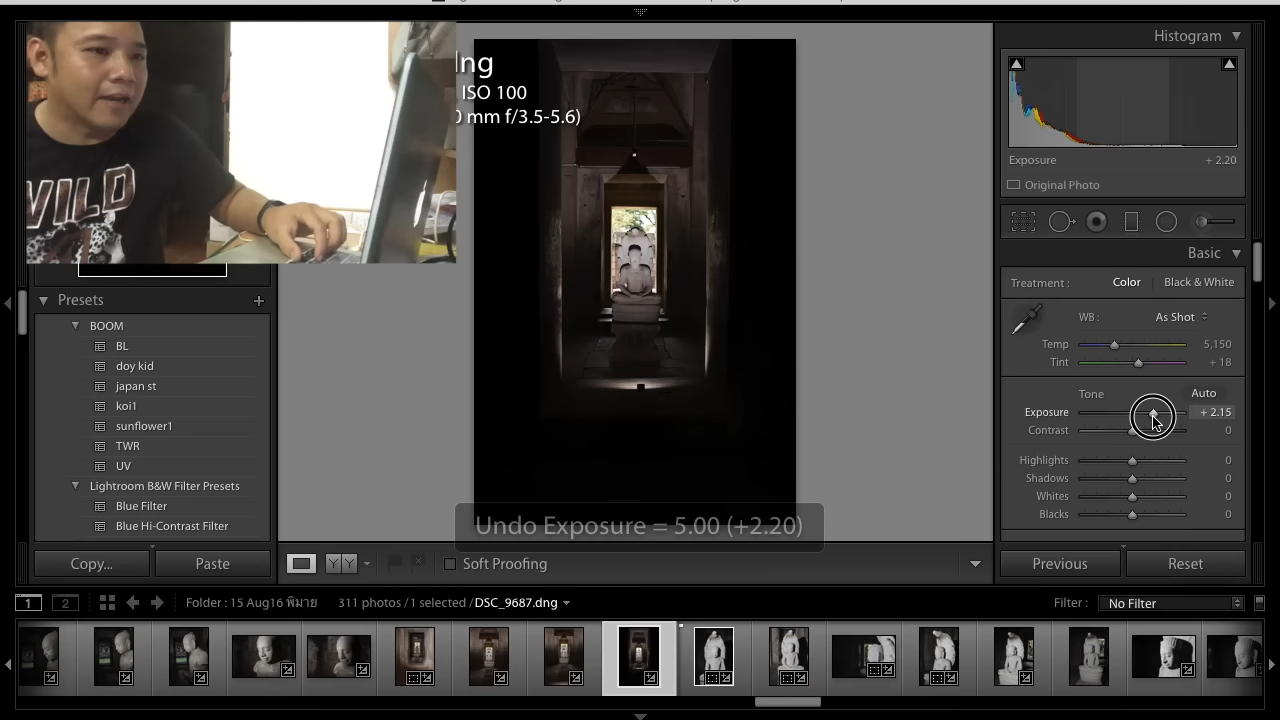 lng
ISO 100
0 mm f/3.5-5.6)
WILD
Histogram
Exposure + 2.20
Original Photo
Basic
Treatment : Color Black & White
WB : As Shot
Temp 5,150
Tint + 18
Tone Auto
Exposure + 2.15
Contrast 0
Highlights 0
Shadows 0
Whites 0
Blacks 0
Presets +
BOOM
BL
doy kid
japan st
koi1
sunflower1
TWR
UV
Lightroom B&W Filter Presets
Blue Filter
Blue Hi-Contrast Filter
Undo Exposure = 5.00 (+2.20)
Copy... Paste
YY Soft Proofing
Previous Reset
1 2 Folder : 15 Aug16 พิมาย 311 photos / 1 selected / DSC_9687.dng Filter : No Filter